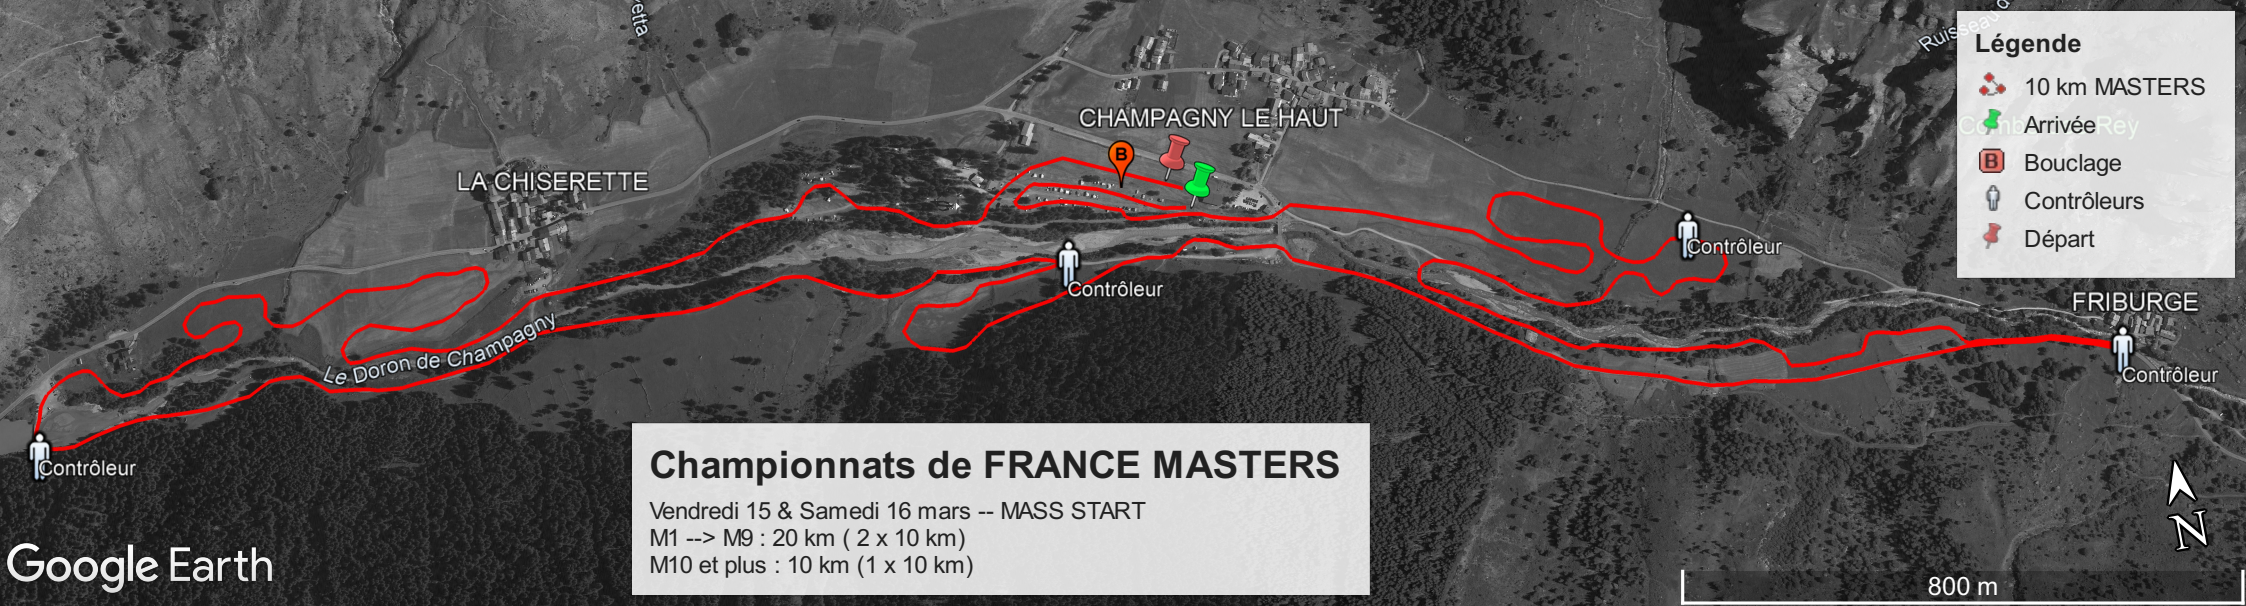 etta
Ruisseau d
Légende
10 km MASTERS
Arrivée
Bouclage
B
Contrôleurs
Départ
CHAMPAGNY LE HAUT
B
LA CHISERETTE
Contrôleur
Contrôleur
FRIBURGE
Le Doron de Champagny
Contrôleur
Contrôleur
Championnats de FRANCE MASTERS
Vendredi 15 & Samedi 16 mars -- MASS START
M1 --> M9 : 20 km ( 2 x 10 km)
M10 et plus : 10 km (1 x 10 km)
N
Google Earth
800 m